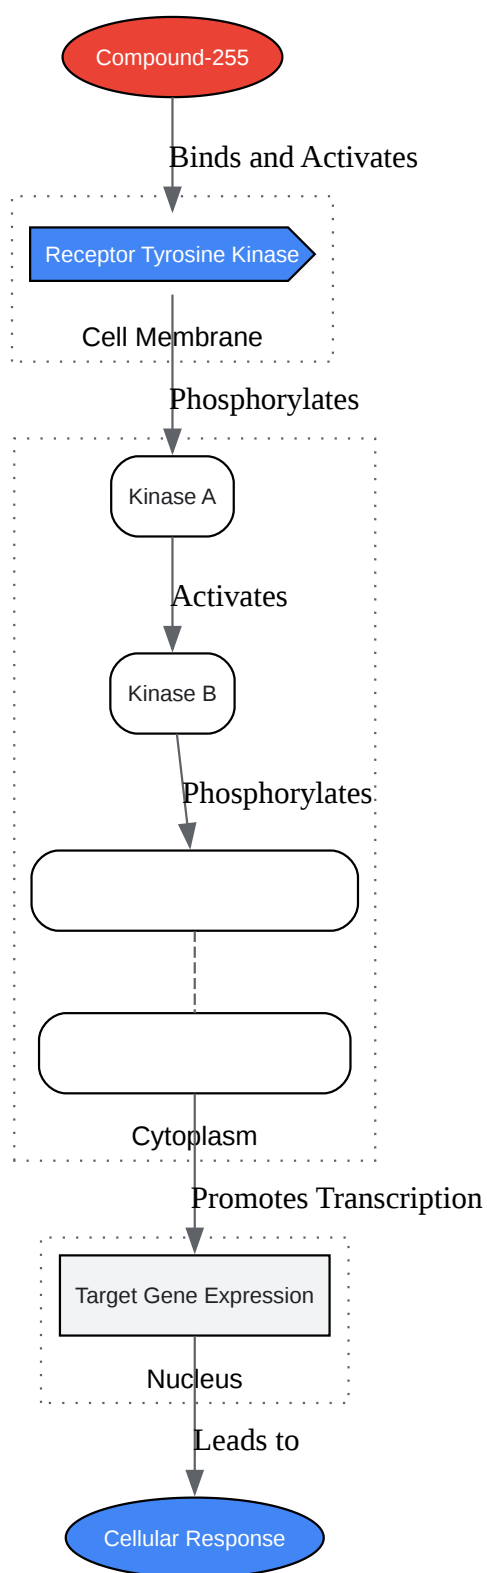 Compound-255
Binds and Activates
Receptor Tyrosine Kinase
Cell Membrane
Phosphorylates
Kinase A
Activates
Kinase B
Phosphorylates
Cytoplasm
Promotes Transcription
Target Gene Expression
Nucleus
Leads to
Cellular Response